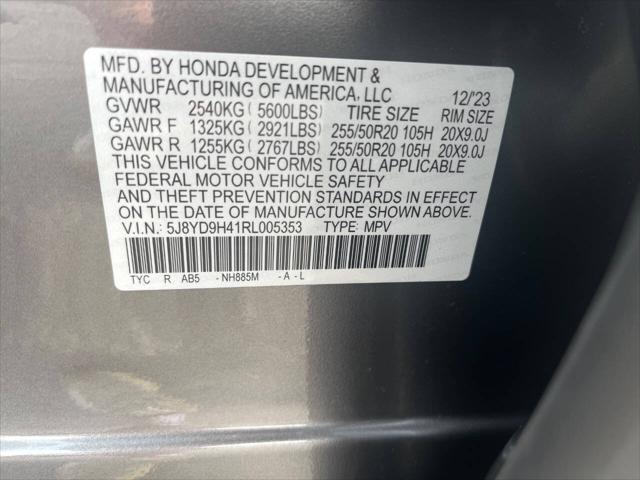 MFD. BY HONDA DEVELOPMENT &
MANUFACTURING OF AMERICA, LLC 12/'23
GVWR 2540KG( 5600LBS) TIRE SIZE RIM SIZE
GAWR F 1325KG( 2921LBS) 255/50R20 105H 20X9.0J
GAWR R 1255KG( 2767LBS) 255/50R20 105H 20X9.0J
THIS VEHICLE CONFORMS TO ALL APPLICABLE
FEDERAL MOTOR VEHICLE SAFETY
AND THEFT PREVENTION STANDARDS IN EFFECT
ON THE DATE OF MANUFACTURE SHOWN ABOVE.
V.I.N.: 5J8YD9H41RL005353 TYPE: MPV
TYC R AB5 -NH885M -A-L